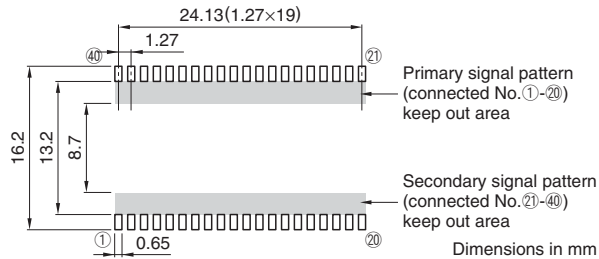 24.13(1.27×19)
㊵ 1.27 ㉑
Primary signal pattern
(connected No.①-⑳)
keep out area
16.2
13.2
8.7
Secondary signal pattern
(connected No.㉑-㊵)
keep out area
① 0.65 ⑳
Dimensions in mm